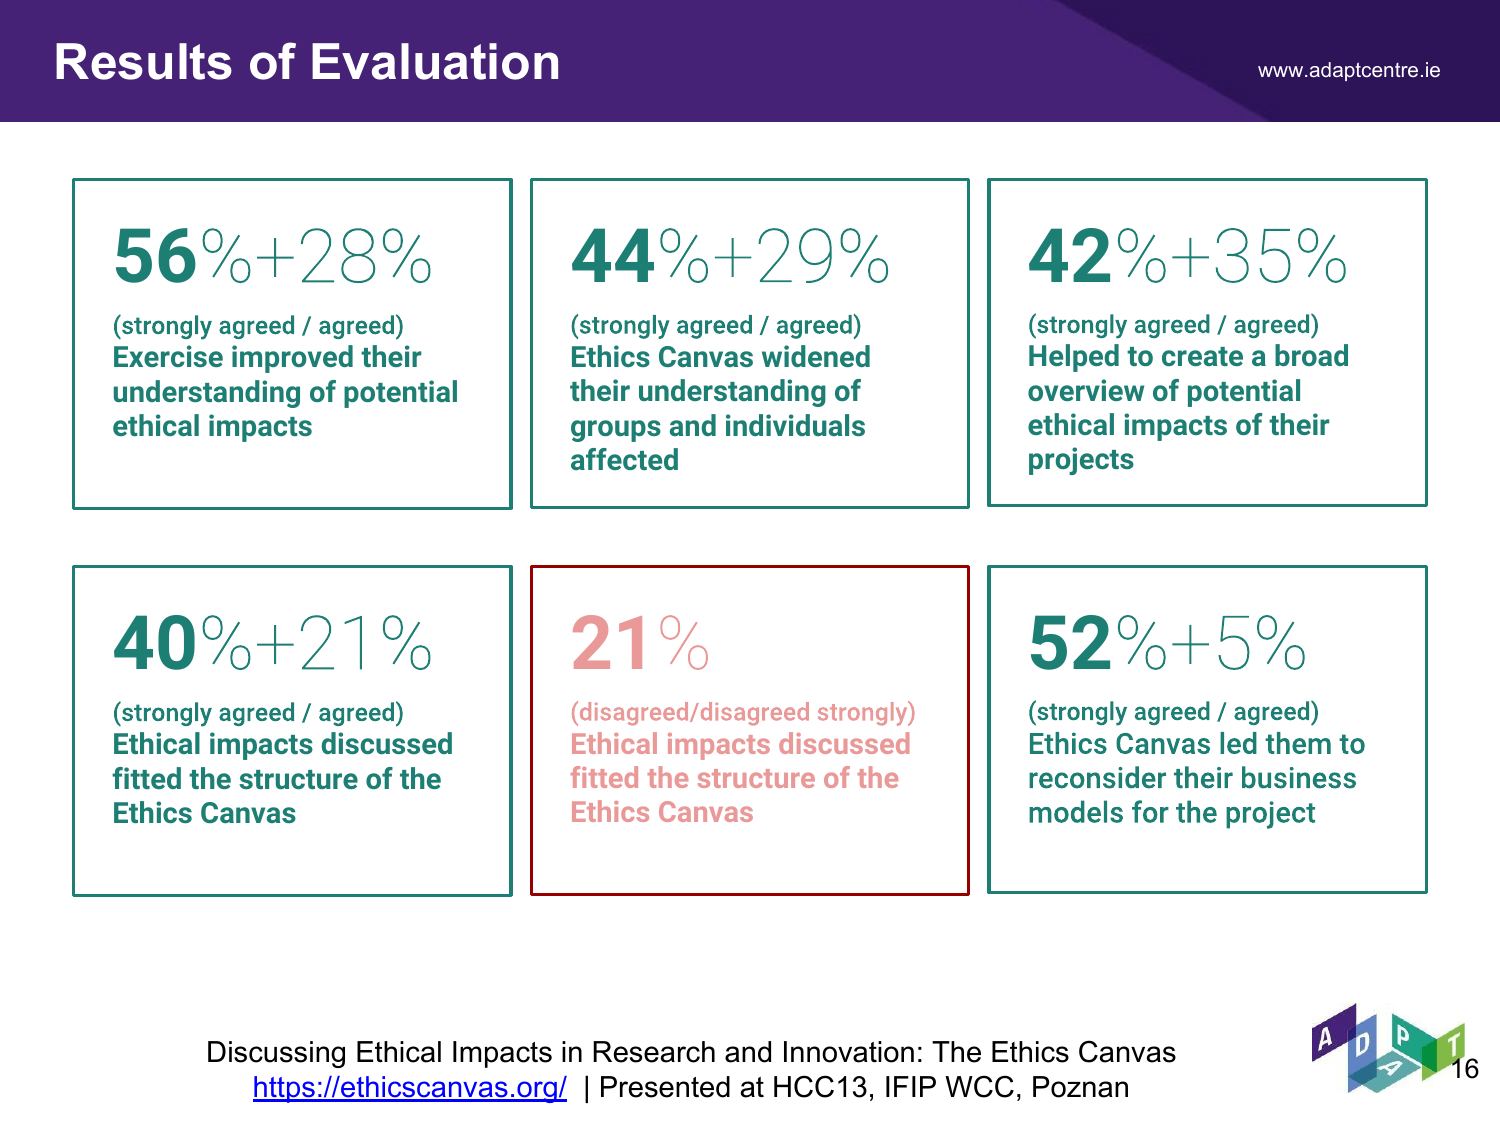 Results of Evaluation
www.adaptcentre.ie
56%+28%
(strongly agreed / agreed)
Exercise improved their
understanding of potential
ethical impacts
44%+29%
(strongly agreed / agreed)
Ethics Canvas widened
their understanding of
groups and individuals
affected
42%+35%
(strongly agreed / agreed)
Helped to create a broad
overview of potential
ethical impacts of their
projects
40%+21%
(strongly agreed / agreed)
Ethical impacts discussed
fitted the structure of the
Ethics Canvas
21%
(disagreed/disagreed strongly)
Ethical impacts discussed
fitted the structure of the
Ethics Canvas
52%+5%
(strongly agreed / agreed)
Ethics Canvas led them to
reconsider their business
models for the project
Discussing Ethical Impacts in Research and Innovation: The Ethics Canvas
https://ethicscanvas.org/ | Presented at HCC13, IFIP WCC, Poznan
ADAPT
16